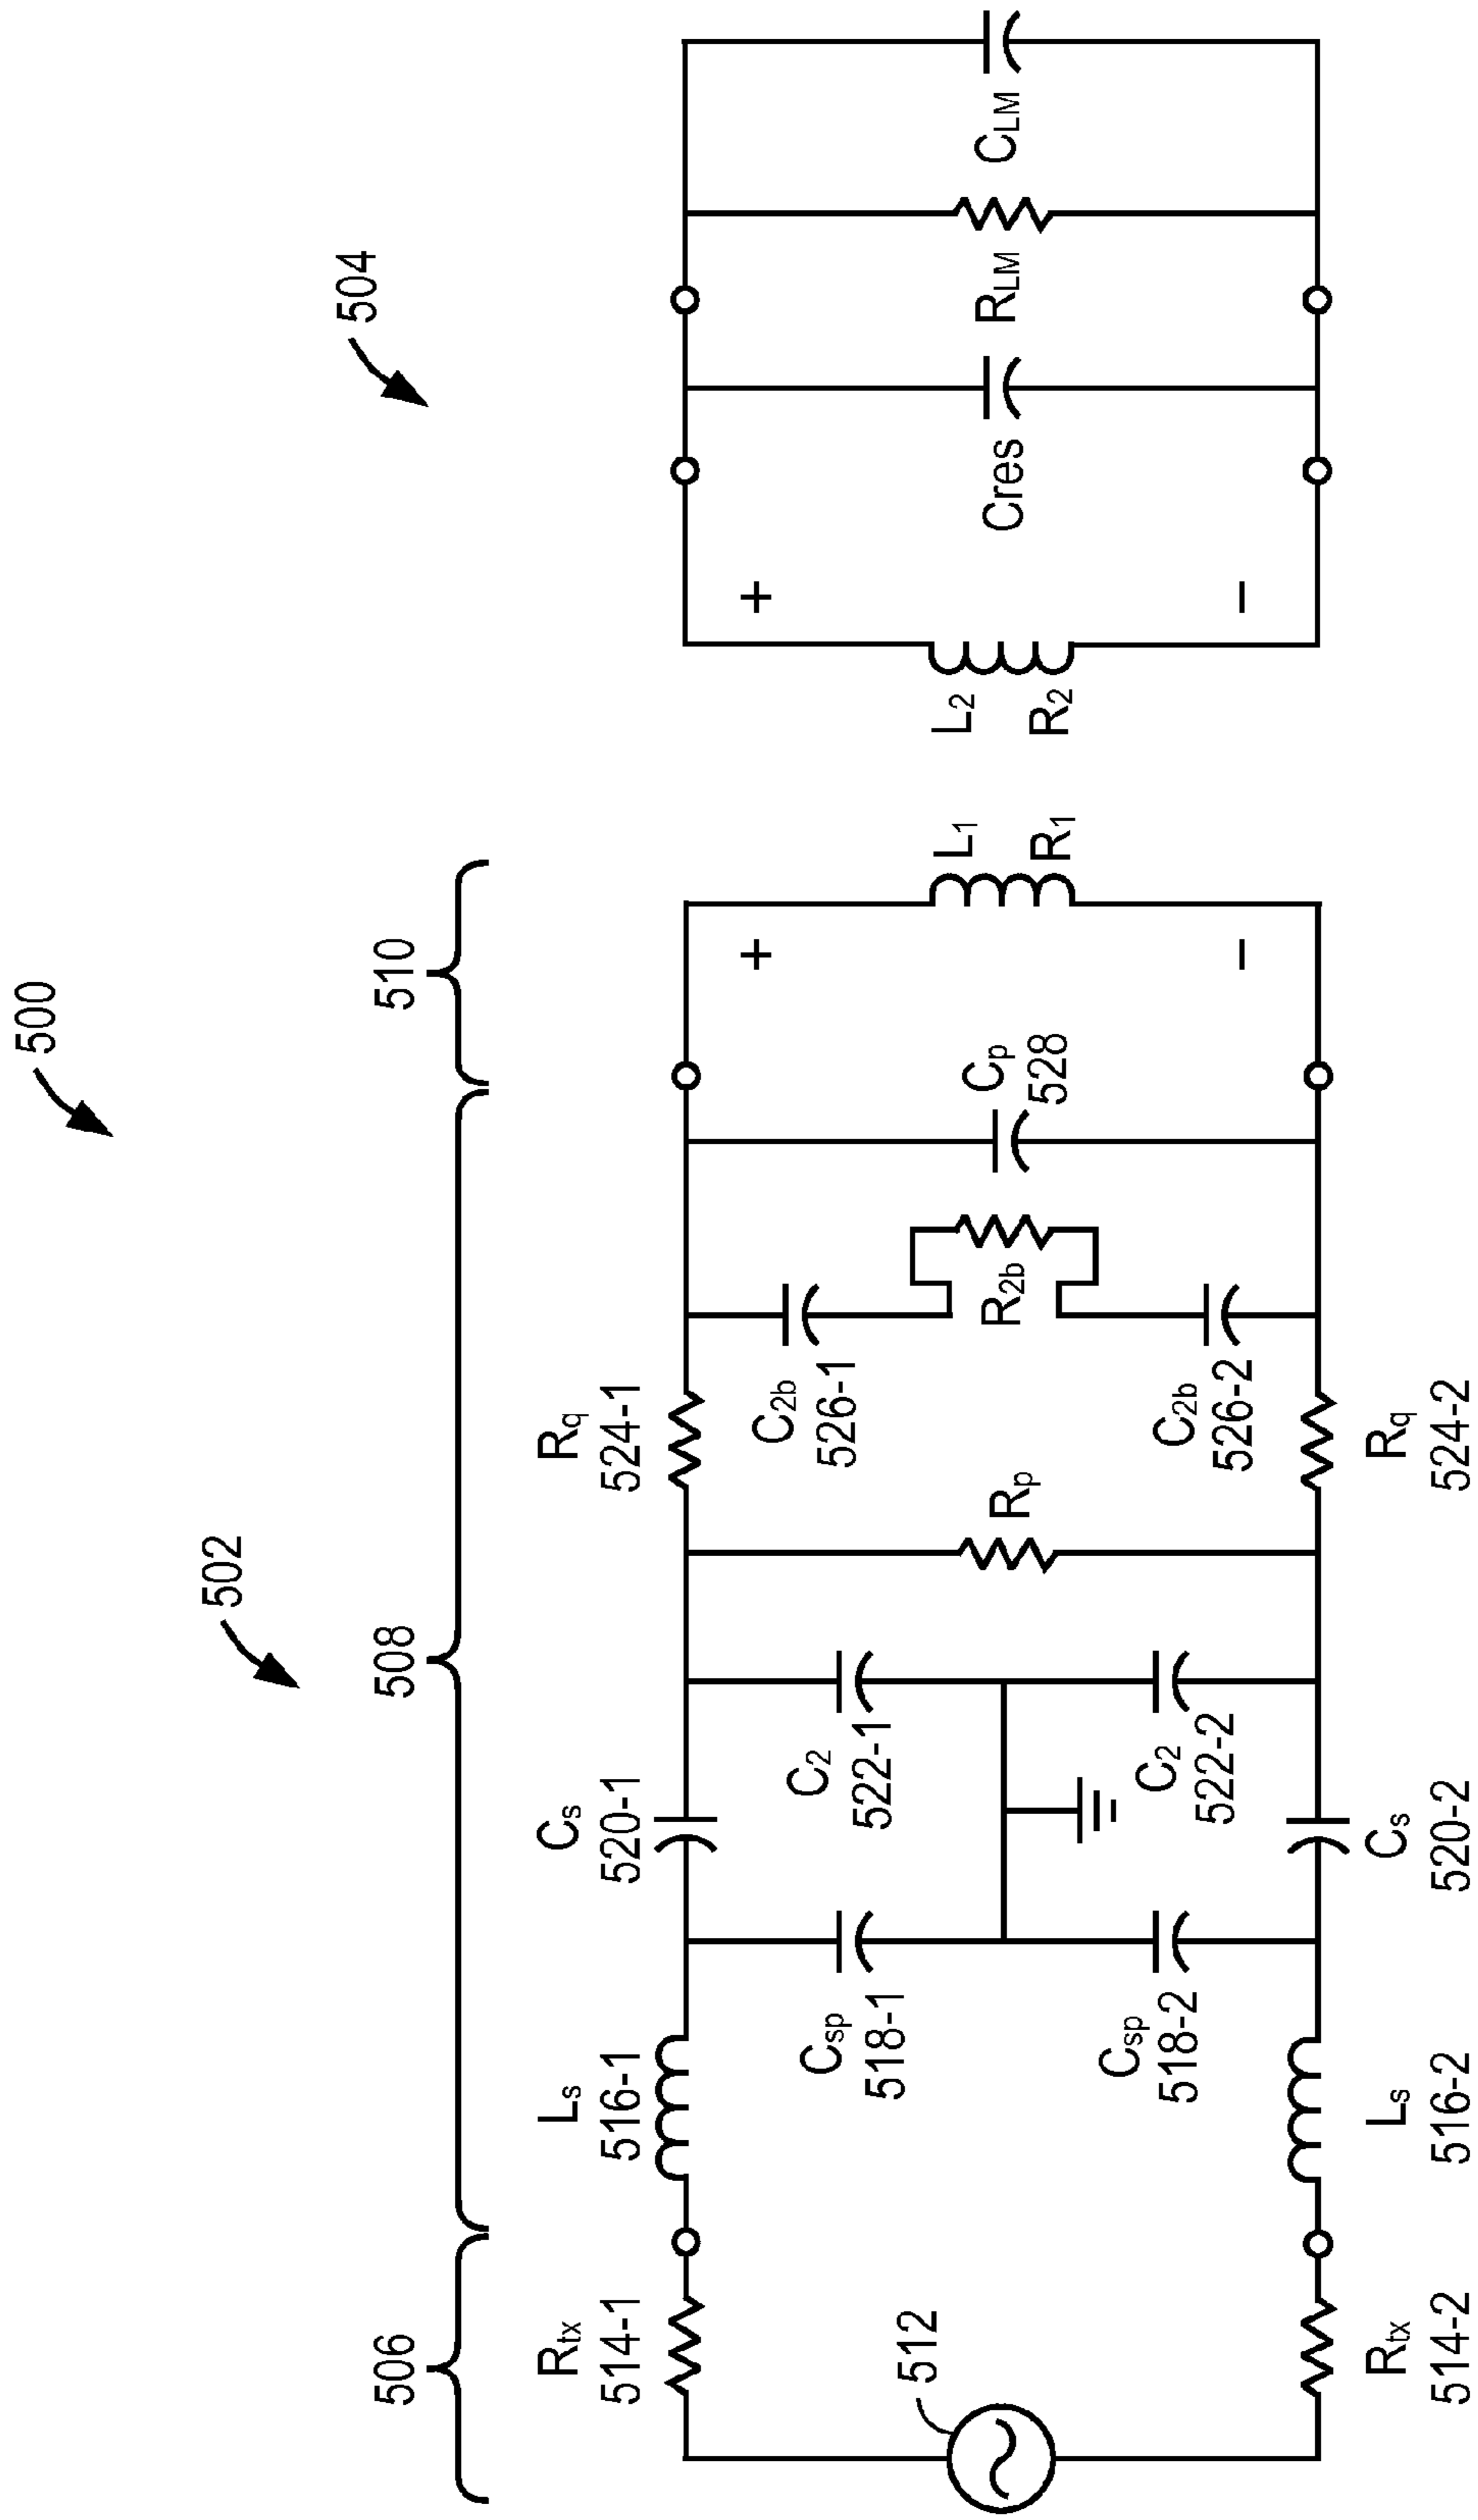 500
502
504
506
508
510
Rtx
514-1
Ls
516-1
Cs
520-1
Rq
524-1
512
Csp
518-1
C2
522-1
C2b
526-1
Rp
R2b
Cp
528
+
−
L1
R1
L2
R2
+
−
Cres
RLM
CLM
Csp
518-2
C2
522-2
C2b
526-2
Rtx
514-2
Ls
516-2
Cs
520-2
Rq
524-2